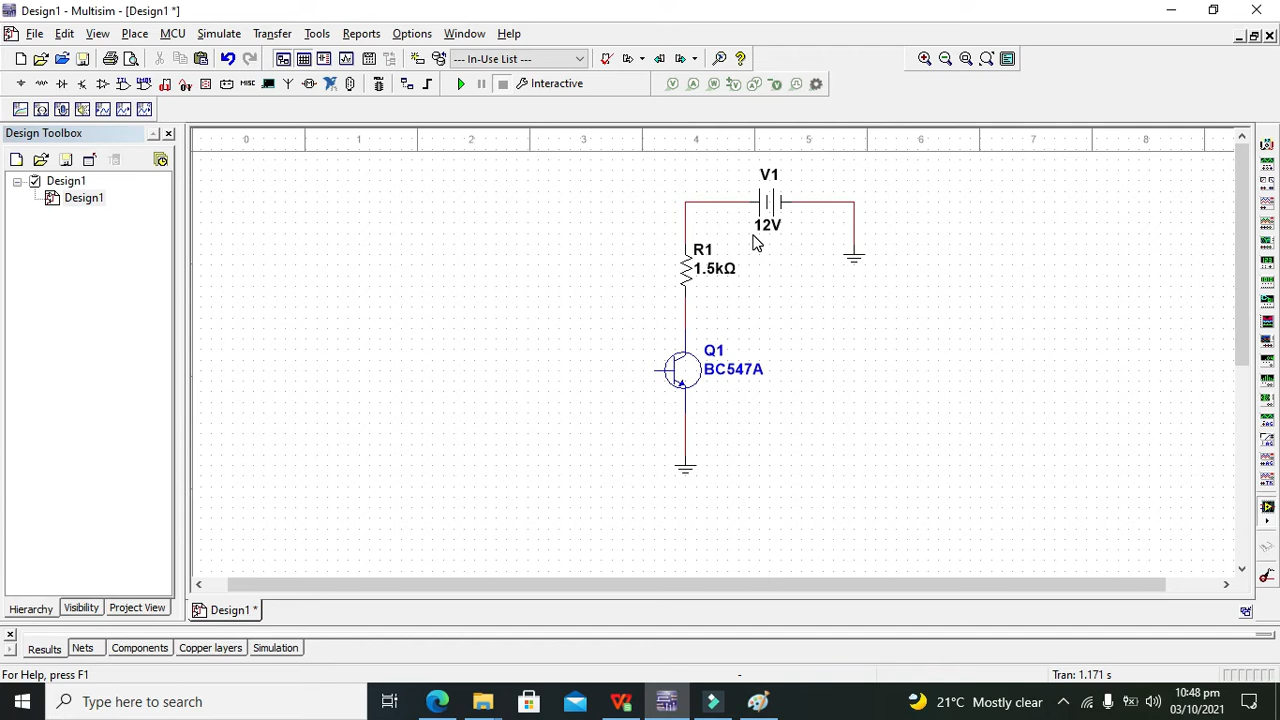 Design1 - Multisim - [Design1 *]
File Edit View Place MCU Simulate Transfer Tools Reports Options Window Help
--- In-Use List ---
MISC Interactive
Design Toolbox
0 1 2 3 4 5 6 7 8
Design1
Design1
V1
12V
R1
1.5kΩ
Q1
BC547A
Hierarchy Visibility Project View
Design1 *
Results Nets Components Copper layers Simulation
For Help, press F1
-
Tran: 1.171 s
Type here to search
21°C Mostly clear
10:48 pm
03/10/2021